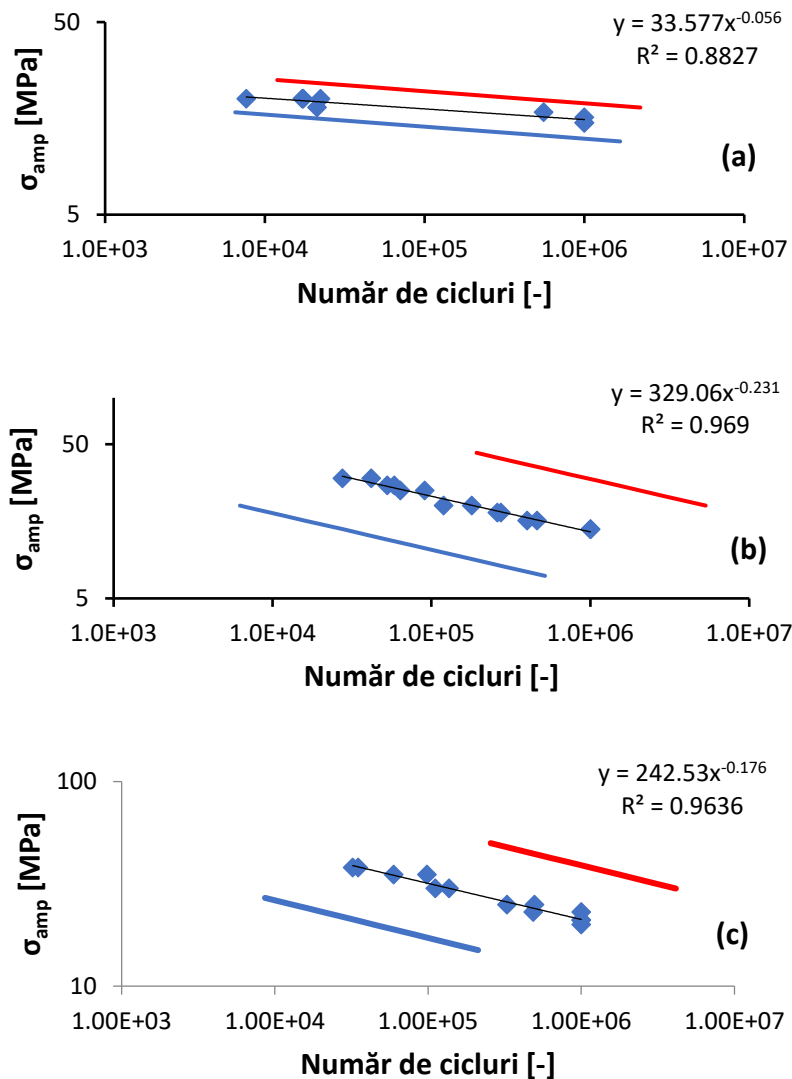 50
y = 33.577x^-0.056
R² = 0.8827
σamp [MPa]
(a)
5
1.0E+03 1.0E+04 1.0E+05 1.0E+06 1.0E+07
Număr de cicluri [-]
y = 329.06x^-0.231
R² = 0.969
50
σamp [MPa]
(b)
5
1.0E+03 1.0E+04 1.0E+05 1.0E+06 1.0E+07
Număr de cicluri [-]
100
y = 242.53x^-0.176
R² = 0.9636
σamp [MPa]
(c)
10
1.00E+03 1.00E+04 1.00E+05 1.00E+06 1.00E+07
Număr de cicluri [-]